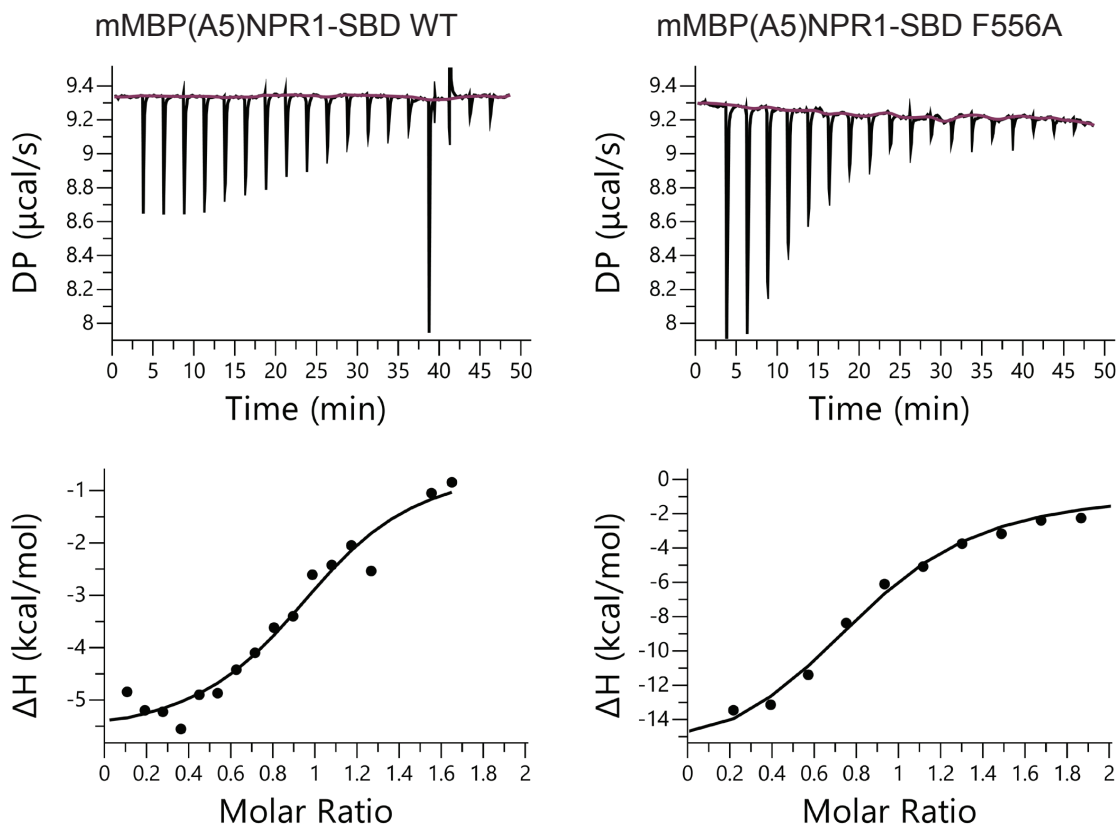 mMBP(A5)NPR1-SBD WT
mMBP(A5)NPR1-SBD F556A
DP (µcal/s)
9.4
9.2
9
8.8
8.6
8.4
8.2
8
0 5 10 15 20 25 30 35 40 45 50
Time (min)
DP (µcal/s)
9.4
9.2
9
8.8
8.6
8.4
8.2
8
0 5 10 15 20 25 30 35 40 45 50
Time (min)
ΔH (kcal/mol)
-1
-2
-3
-4
-5
0 0.2 0.4 0.6 0.8 1 1.2 1.4 1.6 1.8 2
Molar Ratio
ΔH (kcal/mol)
0
-2
-4
-6
-8
-10
-12
-14
0 0.2 0.4 0.6 0.8 1 1.2 1.4 1.6 1.8 2
Molar Ratio